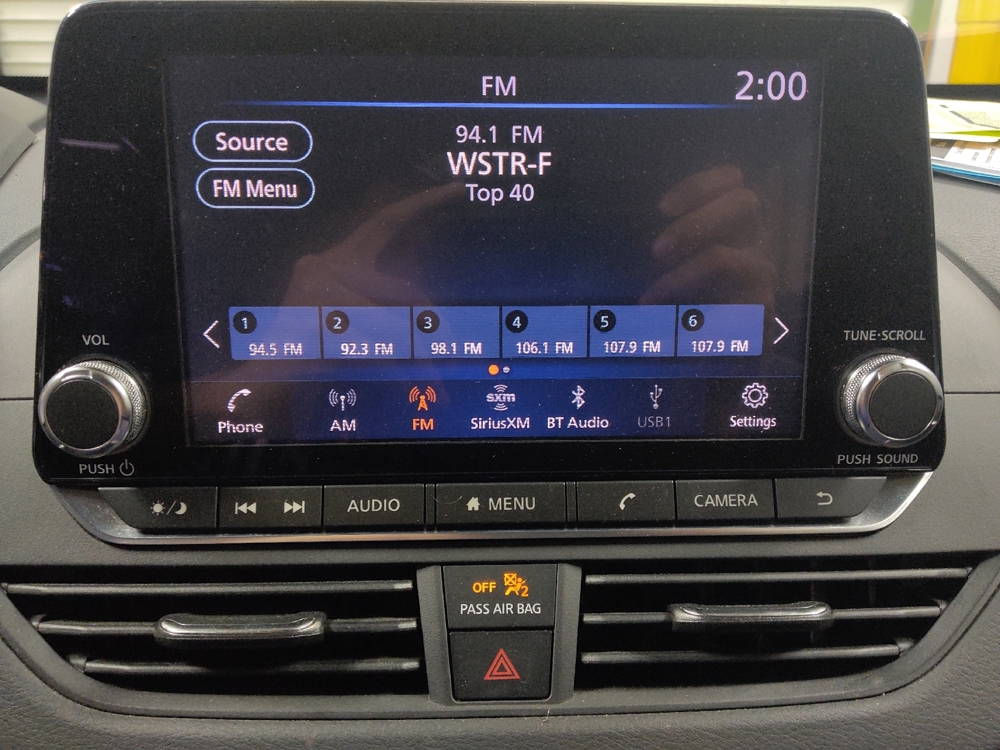 FM
2:00
Source
94.1 FM
WSTR-F
FM Menu
Top 40
1
94.5 FM
2
92.3 FM
3
98.1 FM
4
106.1 FM
5
107.9 FM
6
107.9 FM
Phone
AM
FM
sxm
SiriusXM
BT Audio
USB1
Settings
VOL
PUSH
TUNE·SCROLL
PUSH SOUND
AUDIO
MENU
CAMERA
OFF 2
PASS AIR BAG